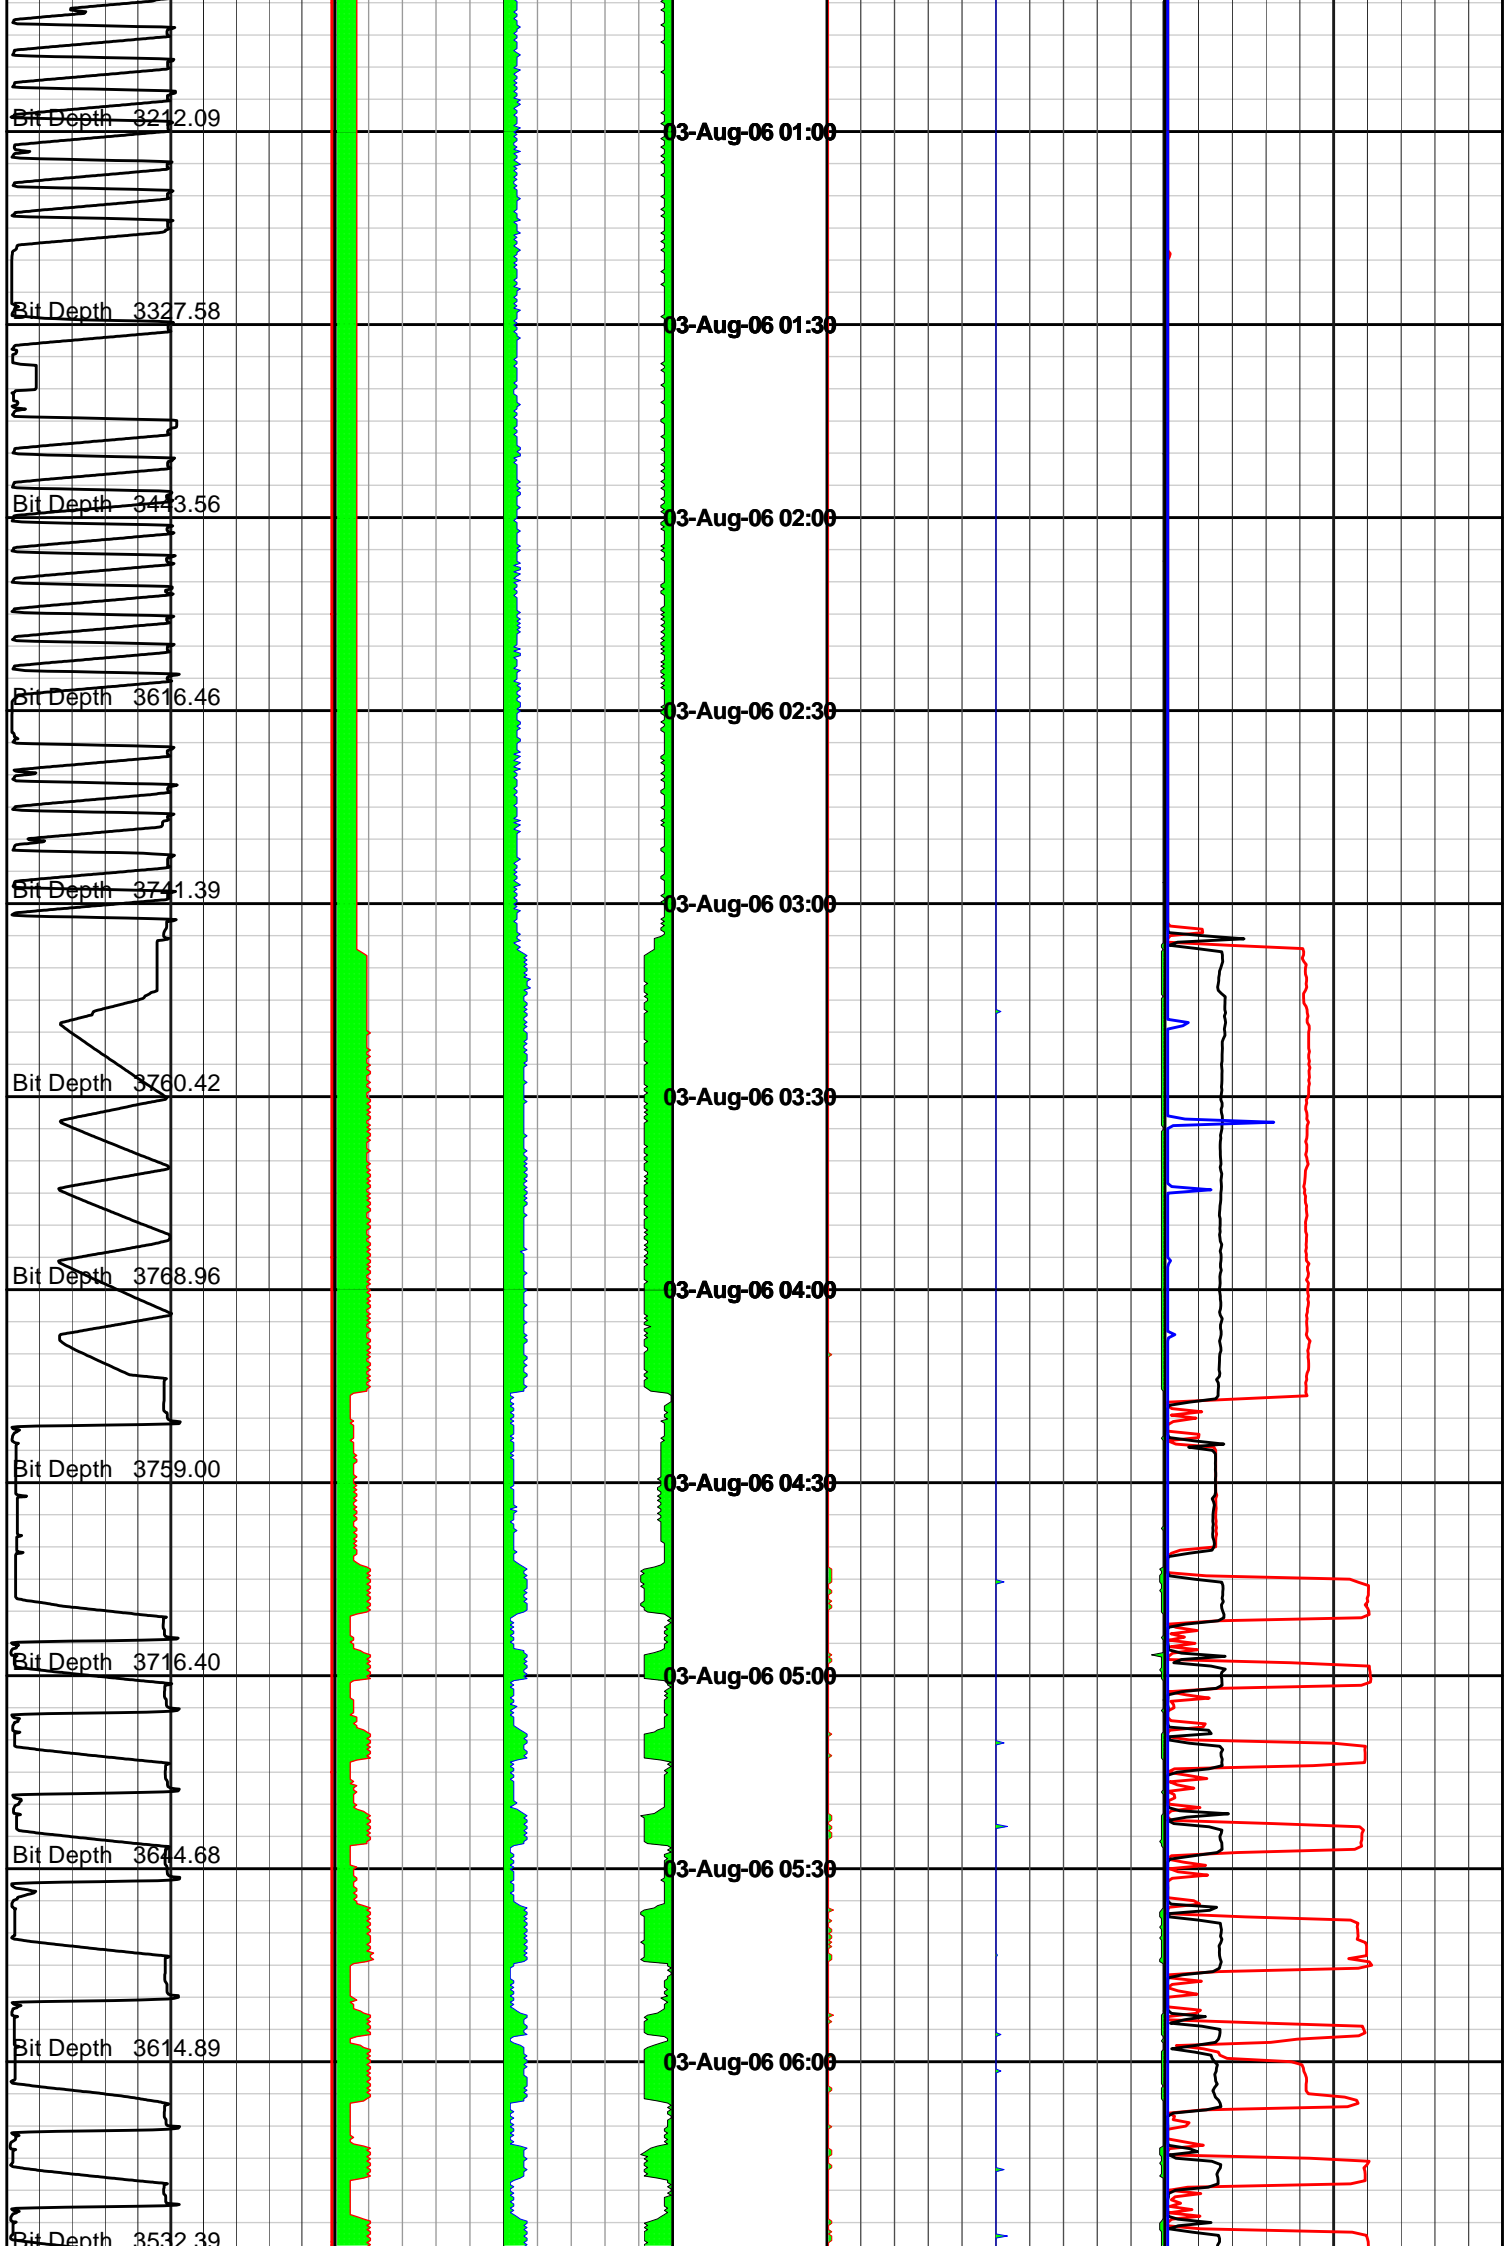 Bit Depth 3212.09
03-Aug-06 01:00
Bit Depth 3327.58
03-Aug-06 01:30
Bit Depth 3443.56
03-Aug-06 02:00
Bit Depth 3616.46
03-Aug-06 02:30
Bit Depth 3741.39
03-Aug-06 03:00
Bit Depth 3760.42
03-Aug-06 03:30
Bit Depth 3768.96
03-Aug-06 04:00
Bit Depth 3759.00
03-Aug-06 04:30
Bit Depth 3716.40
03-Aug-06 05:00
Bit Depth 3644.68
03-Aug-06 05:30
Bit Depth 3614.89
03-Aug-06 06:00
Bit Depth 3532.39